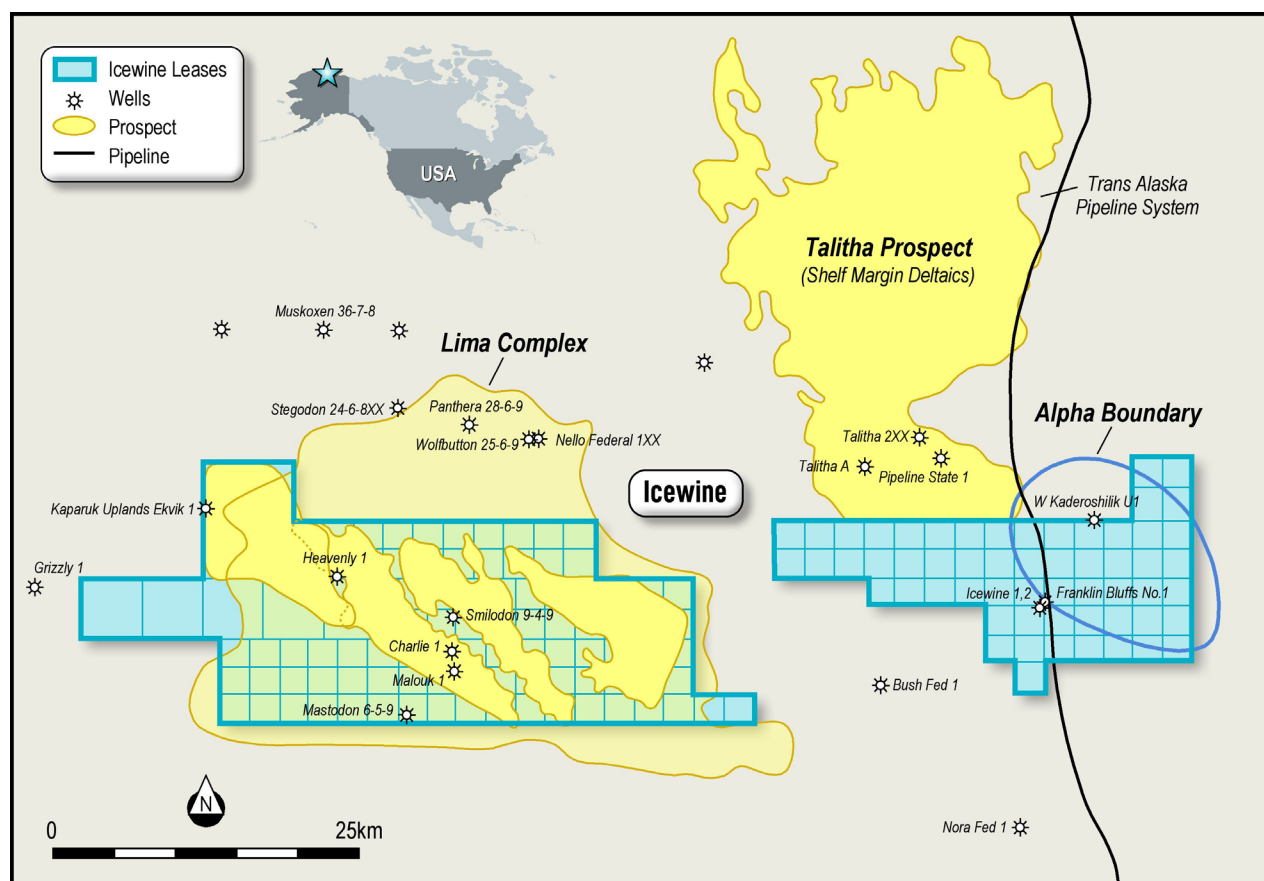 Icewine Leases
Wells
Prospect
Pipeline
USA
Trans Alaska
Pipeline System
Talitha Prospect
(Shelf Margin Deltaics)
Muskoxen 36-7-8
Lima Complex
Stegodon 24-6-8XX
Panthera 28-6-9
Wolfbutton 25-6-9
Nello Federal 1XX
Alpha Boundary
Talitha 2XX
Talitha A
Pipeline State 1
Icewine
Kaparuk Uplands Ekvik 1
W Kaderoshilik U1
Heavenly 1
Grizzly 1
Icewine 1,2
Franklin Bluffs No.1
Smilodon 9-4-9
Charlie 1
Malouk 1
Bush Fed 1
Mastodon 6-5-9
N
0
25km
Nora Fed 1